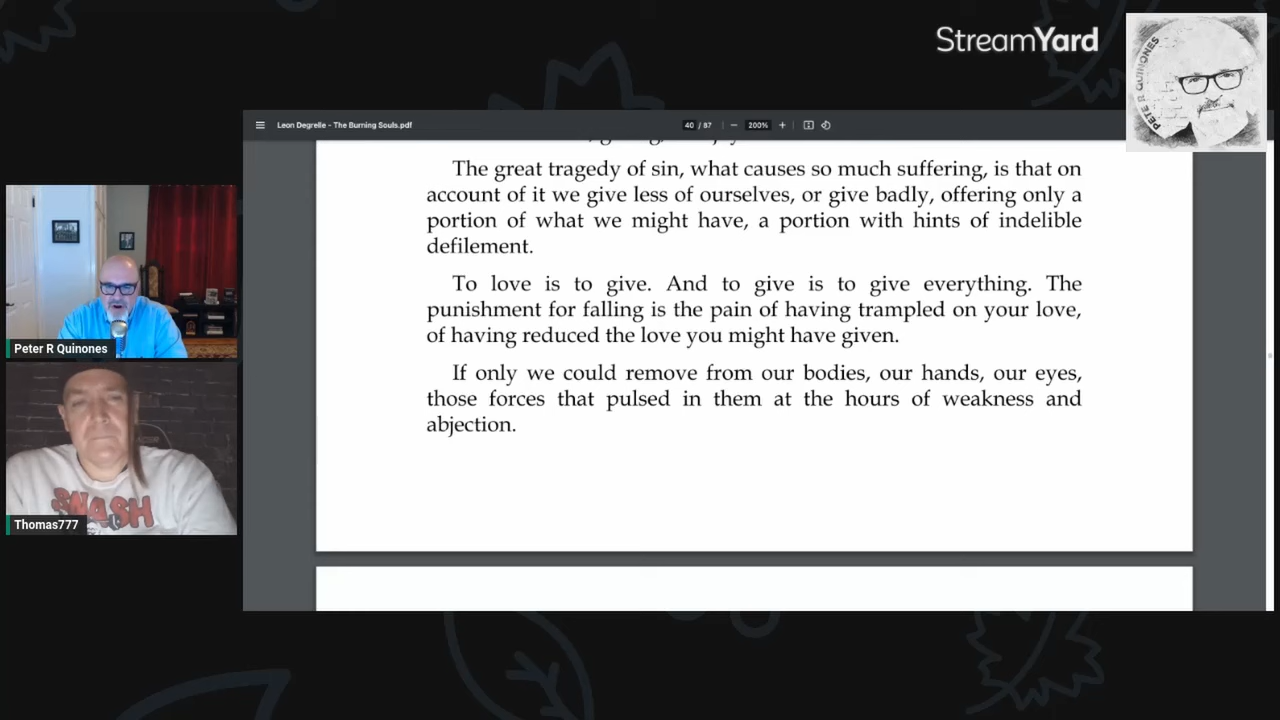 StreamYard
PETE R QUINONES
Leon Degrelle - The Burning Souls.pdf
40 / 87
200%
The great tragedy of sin, what causes so much suffering, is that on
account of it we give less of ourselves, or give badly, offering only a
portion of what we might have, a portion with hints of indelible
defilement.
To love is to give. And to give is to give everything. The
punishment for falling is the pain of having trampled on your love,
of having reduced the love you might have given.
If only we could remove from our bodies, our hands, our eyes,
those forces that pulsed in them at the hours of weakness and
abjection.
Peter R Quinones
SMASH
Thomas777